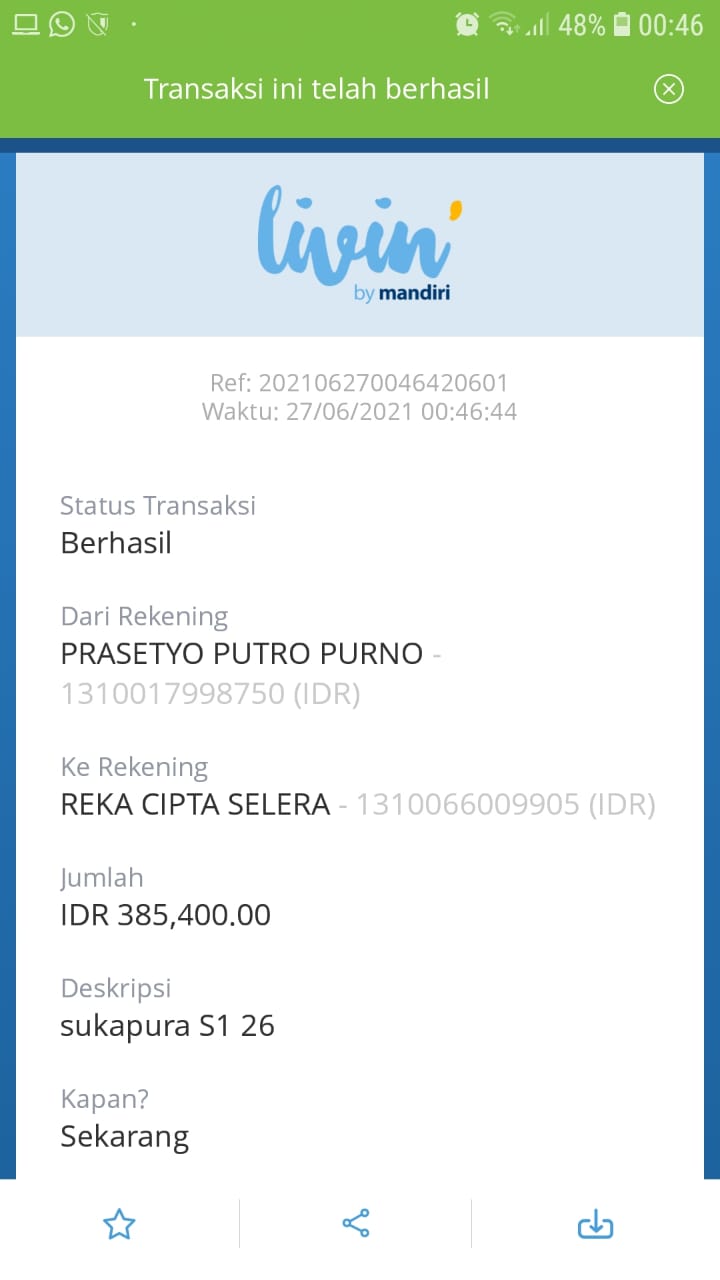 48% 00:46
Transaksi ini telah berhasil
livin'
by mandiri
Ref: 202106270046420601
Waktu: 27/06/2021 00:46:44
Status Transaksi
Berhasil
Dari Rekening
PRASETYO PUTRO PURNO -
1310017998750 (IDR)
Ke Rekening
REKA CIPTA SELERA - 1310066009905 (IDR)
Jumlah
IDR 385,400.00
Deskripsi
sukapura S1 26
Kapan?
Sekarang